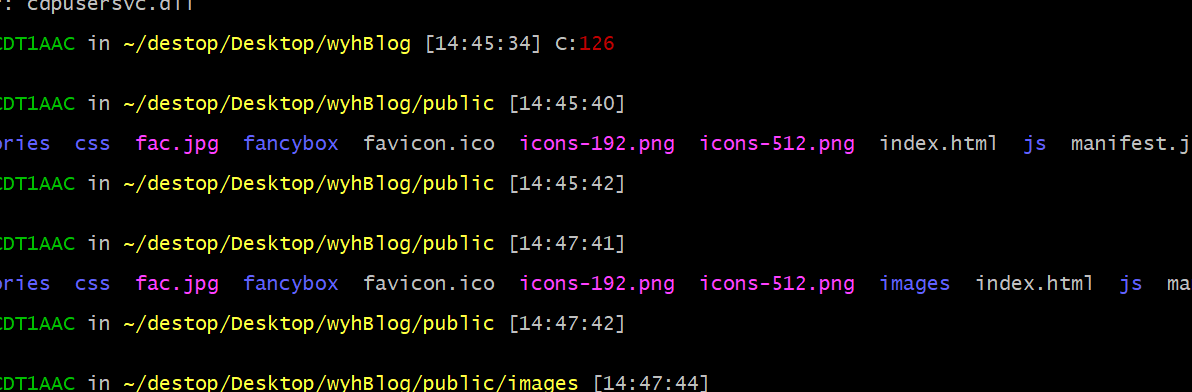 : cdpusersvc.dll
CDT1AAC in ~/destop/Desktop/wyhBlog [14:45:34] C:126
CDT1AAC in ~/destop/Desktop/wyhBlog/public [14:45:40]
ories css fac.jpg fancybox favicon.ico icons-192.png icons-512.png index.html js manifest.j
CDT1AAC in ~/destop/Desktop/wyhBlog/public [14:45:42]
CDT1AAC in ~/destop/Desktop/wyhBlog/public [14:47:41]
ories css fac.jpg fancybox favicon.ico icons-192.png icons-512.png images index.html js ma
CDT1AAC in ~/destop/Desktop/wyhBlog/public [14:47:42]
CDT1AAC in ~/destop/Desktop/wyhBlog/public/images [14:47:44]